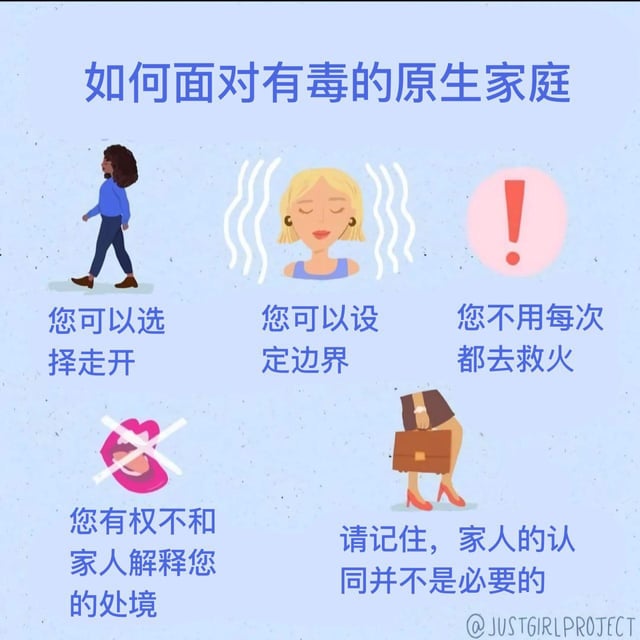 如何面对有毒的原生家庭
您可以选
择走开
您可以设
定边界
您不用每次
都去救火
您有权不和
家人解释您
的处境
请记住，家人的认
同并不是必要的
@JUSTGIRLPROJECT